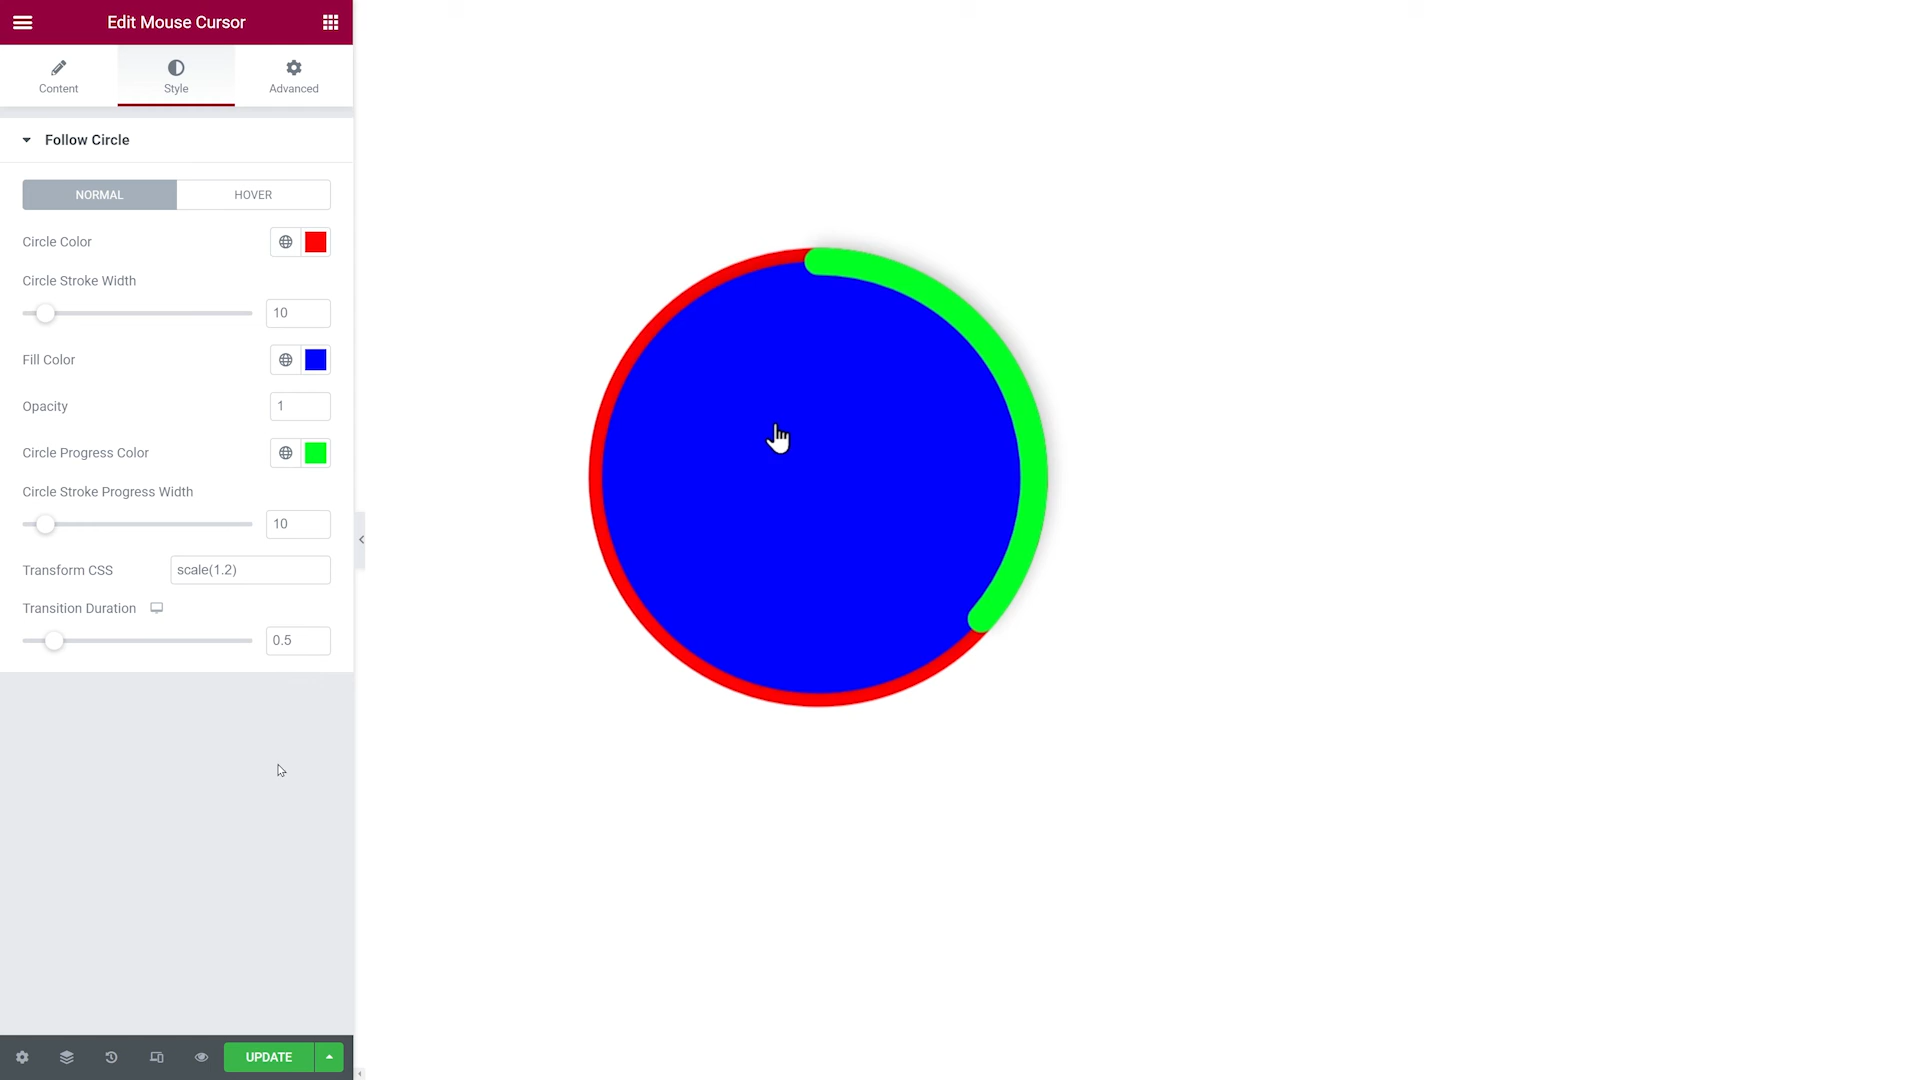 Edit Mouse Cursor
Content
Style
Advanced
Follow Circle
NORMAL
HOVER
Circle Color
Circle Stroke Width
10
Fill Color
Opacity
1
Circle Progress Color
Circle Stroke Progress Width
10
Transform CSS
scale(1.2)
Transition Duration
0.5
UPDATE